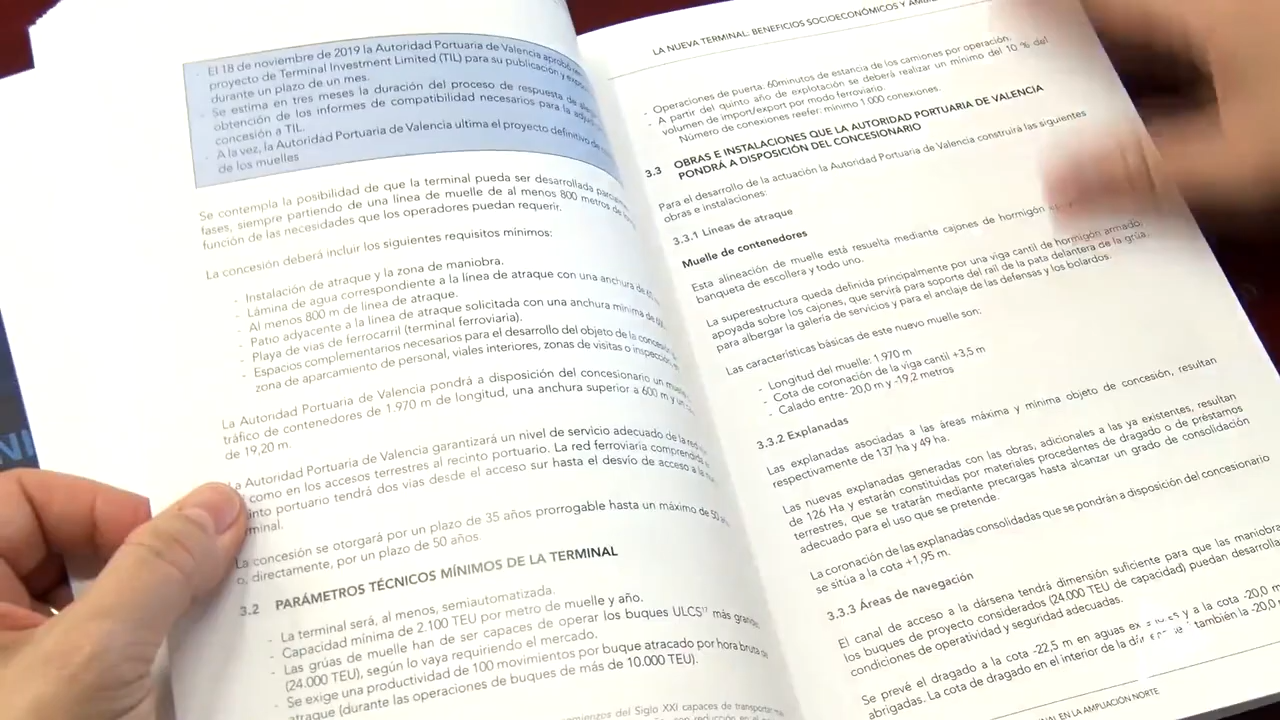 El 18 de noviembre de 2019 la Autoridad Portuaria de Valencia aprobó
proyecto de Terminal Investment Limited (TIL) para su publicación y
durante un plazo de un mes.
- Se estima en tres meses la duración del proceso de respuesta de
obtención de los informes de compatibilidad necesarios para la
concesión a TIL.
- A la vez, la Autoridad Portuaria de Valencia ultima el proyecto definitivo
de los muelles
Se contempla la posibilidad de que la terminal pueda ser desarrollada
fases, siempre partiendo de una línea de muelle de al menos 800 metros de
función de las necesidades que los operadores puedan requerir.
La concesión deberá incluir los siguientes requisitos mínimos:
- Instalación de atraque y la zona de maniobra.
- Lámina de agua correspondiente a la línea de atraque con una anchura de
- Al menos 800 m de línea de atraque.
- Patio adyacente a la línea de atraque solicitada con una anchura mínima de
- Playa de vías de ferrocarril (terminal ferroviaria).
- Espacios complementarios necesarios para el desarrollo del objeto de la
zona de aparcamiento de personal, viales interiores, zonas de visitas o
La Autoridad Portuaria de Valencia pondrá a disposición del concesionario un
tráfico de contenedores de 1.970 m de longitud, una anchura superior a 600 m y
de 19,20 m.
La Autoridad Portuaria de Valencia garantizará un nivel de servicio adecuado de la
como en los accesos terrestres al recinto portuario. La red ferroviaria
portuario tendrá dos vías desde el acceso sur hasta el desvío de acceso a la
La concesión se otorgará por un plazo de 35 años prorrogable hasta un máximo de 50
o, directamente, por un plazo de 50 años.
3.2 PARÁMETROS TÉCNICOS MÍNIMOS DE LA TERMINAL
- La terminal será, al menos, semiautomatizada.
- Capacidad mínima de 2.100 TEU por metro de muelle y año.
- Las grúas de muelle han de ser capaces de operar los buques ULCS17 más
(24.000 TEU), según lo vaya requiriendo el mercado.
- Se exige una productividad de 100 movimientos por buque atracado por hora bruta de
atraque (durante las operaciones de buques de más de 10.000 TEU).
del Siglo XXI capaces de
LA NUEVA TERMINAL: BENEFICIOS SOCIOECONÓMICOS Y
- Operaciones de puerta. 60minutos de estancia de los camiones por operación.
- A partir del quinto año de explotación se deberá realizar un mínimo del 10 % del
volumen de import/export por modo ferroviario.
Número de conexiones reefer: mínimo 1.000 conexiones.
3.3 OBRAS E INSTALACIONES QUE LA AUTORIDAD PORTUARIA DE VALENCIA
PONDRÁ A DISPOSICIÓN DEL CONCESIONARIO
Para el desarrollo de la actuación la Autoridad Portuaria de Valencia construirá las siguientes
obras e instalaciones:
3.3.1 Líneas de atraque
Muelle de contenedores
Esta alineación de muelle está resuelta mediante cajones de hormigón
banqueta de escollera y todo uno.
La superestructura queda definida principalmente por una viga cantil de hormigón armado,
apoyada sobre los cajones, que servirá para soporte del raíl de la pata delantera de la grúa,
para albergar la galería de servicios y para el anclaje de las defensas y los bolardos.
Las características básicas de este nuevo muelle son:
- Longitud del muelle: 1.970 m
- Cota de coronación de la viga cantil +3,5 m
- Calado entre- 20,0 m y -19,2 metros
3.3.2 Explanadas
Las explanadas asociadas a las áreas máxima y mínima objeto de concesión, resultan
respectivamente de 137 ha y 49 ha.
Las nuevas explanadas generadas con las obras, adicionales a las ya existentes, resultan
de 126 Ha y estarán constituidas por materiales procedentes de dragado o de préstamos
terrestres, que se tratarán mediante precargas hasta alcanzar un grado de consolidación
adecuado para el uso que se pretende.
La coronación de las explanadas consolidadas que se pondrán a disposición del concesionario
se sitúa a la cota +1,95 m.
3.3.3 Áreas de navegación
El canal de acceso a la dársena tendrá dimensión suficiente para que las
los buques de proyecto considerados (24.000 TEU de capacidad) puedan
condiciones de operatividad y seguridad adecuadas.
Se prevé el dragado a la cota -22,5 m en aguas y a la cota -20,0
abrigadas. La cota de dragado en el interior de la también la -20,0
EN LA AMPLIACIÓN NORTE